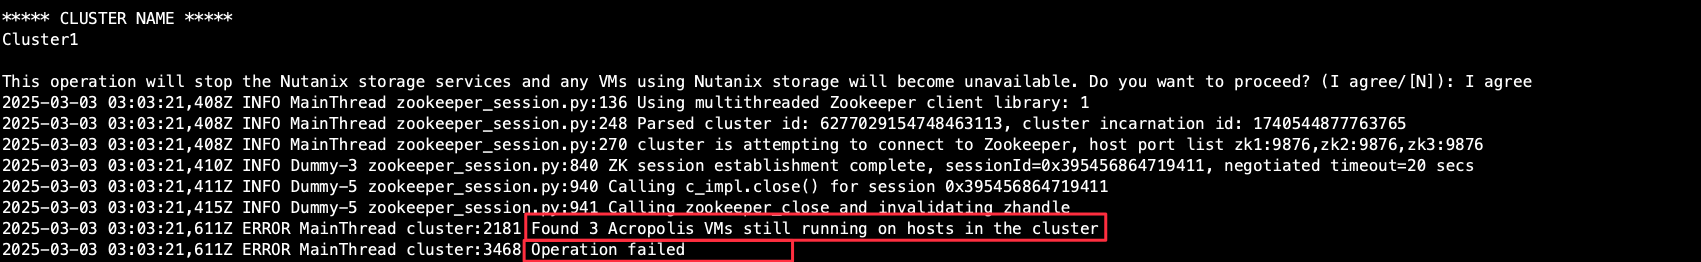 ***** CLUSTER NAME *****
Cluster1
This operation will stop the Nutanix storage services and any VMs using Nutanix storage will become unavailable. Do you want to proceed? (I agree/[N]): I agree
2025-03-03 03:03:21,408Z INFO MainThread zookeeper_session.py:136 Using multithreaded Zookeeper client library: 1
2025-03-03 03:03:21,408Z INFO MainThread zookeeper_session.py:248 Parsed cluster id: 6277029154748463113, cluster incarnation id: 1740544877763765
2025-03-03 03:03:21,408Z INFO MainThread zookeeper_session.py:270 cluster is attempting to connect to Zookeeper, host port list zk1:9876,zk2:9876,zk3:9876
2025-03-03 03:03:21,410Z INFO Dummy-3 zookeeper_session.py:840 ZK session establishment complete, sessionId=0x395456864719411, negotiated timeout=20 secs
2025-03-03 03:03:21,411Z INFO Dummy-5 zookeeper_session.py:940 Calling c_impl.close() for session 0x395456864719411
2025-03-03 03:03:21,415Z INFO Dummy-5 zookeeper_session.py:941 Calling zookeeper_close and invalidating zhandle
2025-03-03 03:03:21,611Z ERROR MainThread cluster:2181 Found 3 Acropolis VMs still running on hosts in the cluster
2025-03-03 03:03:21,611Z ERROR MainThread cluster:3468 Operation failed